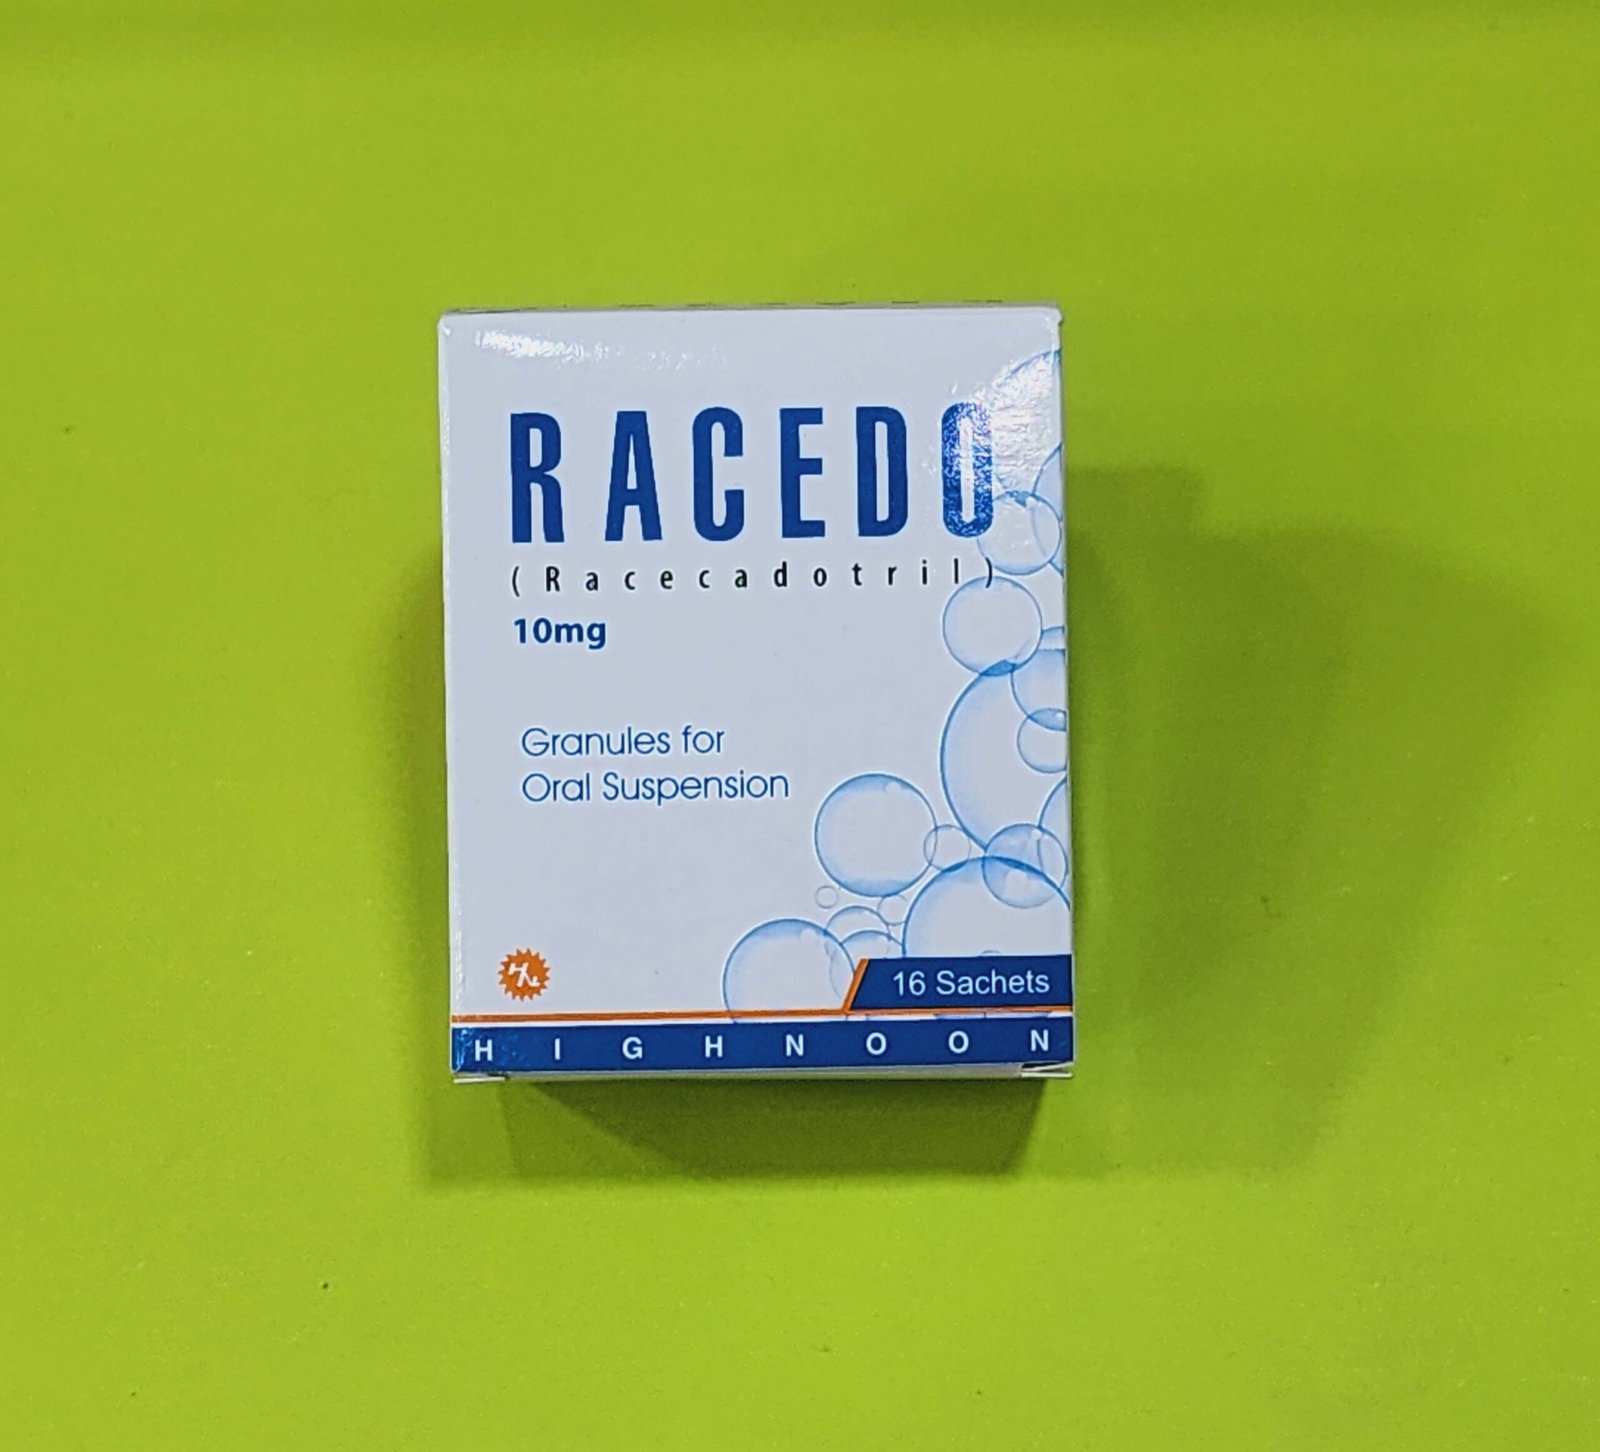 RACEDO
(Racecadotril)
10mg
Granules for
Oral Suspension
16 Sachets
HIGHNOON